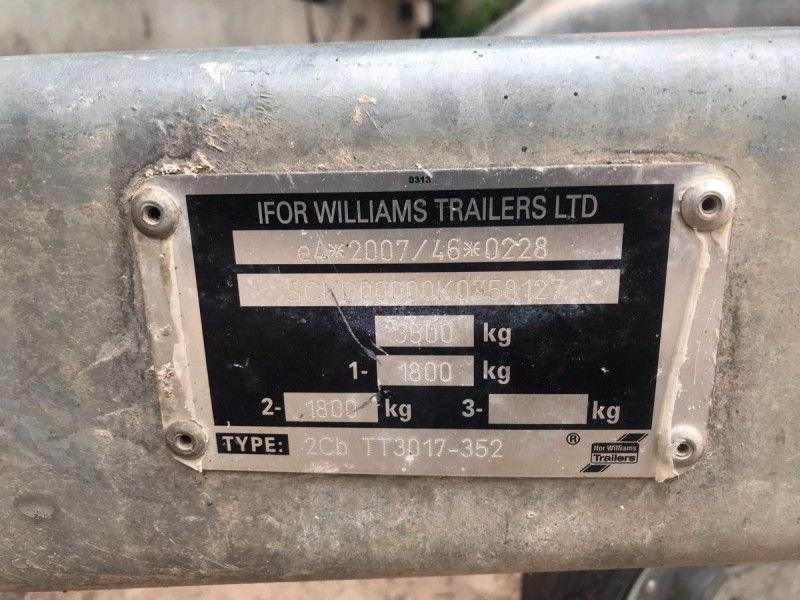 0313
IFOR WILLIAMS TRAILERS LTD
e4*2007/46*0228
3500 kg
1- 1800 kg
2- 1800 kg 3- kg
TYPE: 2Cb TT3017-352 ®
Ifor Williams
Trailers